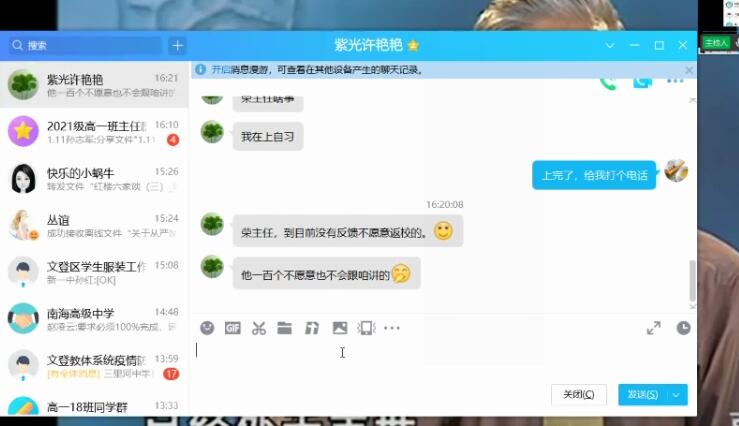 搜索
紫光许艳艳
主持人
紫光许艳艳 16:21
他一百个不愿意也不会跟咱讲的
2021级高一班主任 16:10
1.11孙志军:分享文件"1.11 4
快乐的小蜗牛 15:26
转发文件 "红楼六家谈（三）
丛谊 15:24
成功接收离线文件 "关于从严
文登区学生服装工作 15:08
新一中孙红:[OK]
南海高级中学 14:48
赵凌云:要求必须100%完成、
文登教体系统疫情防 13:59
[有全体消息] 三里河中学 17
高一18班同学群 13:33
开启消息漫游，可查看在其他设备产生的聊天记录。
荣主任啥事
我在上自习
上完了，给我打个电话
16:20:08
荣主任，到目前没有反馈不愿意返校的。
他一百个不愿意也不会跟咱讲的
GIF
关闭(C)
发送(S)